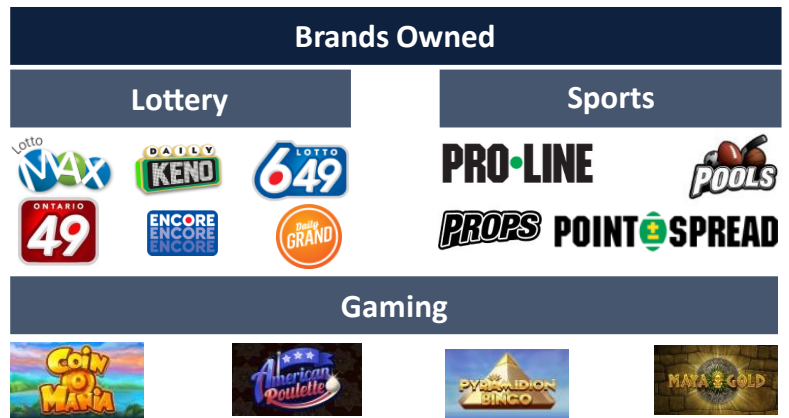 Brands Owned
Lottery
Sports
Lotto
MAX
DAILY
KENO
LOTTO
649
PRO•LINE
POOLS
ONTARIO
49
ENCORE
ENCORE
ENCORE
Daily
GRAND
PROPS
POINT SPREAD
Gaming
Coin
O
Mania
American
Roulette
PYRAMIDION
BINGO
MAYA GOLD